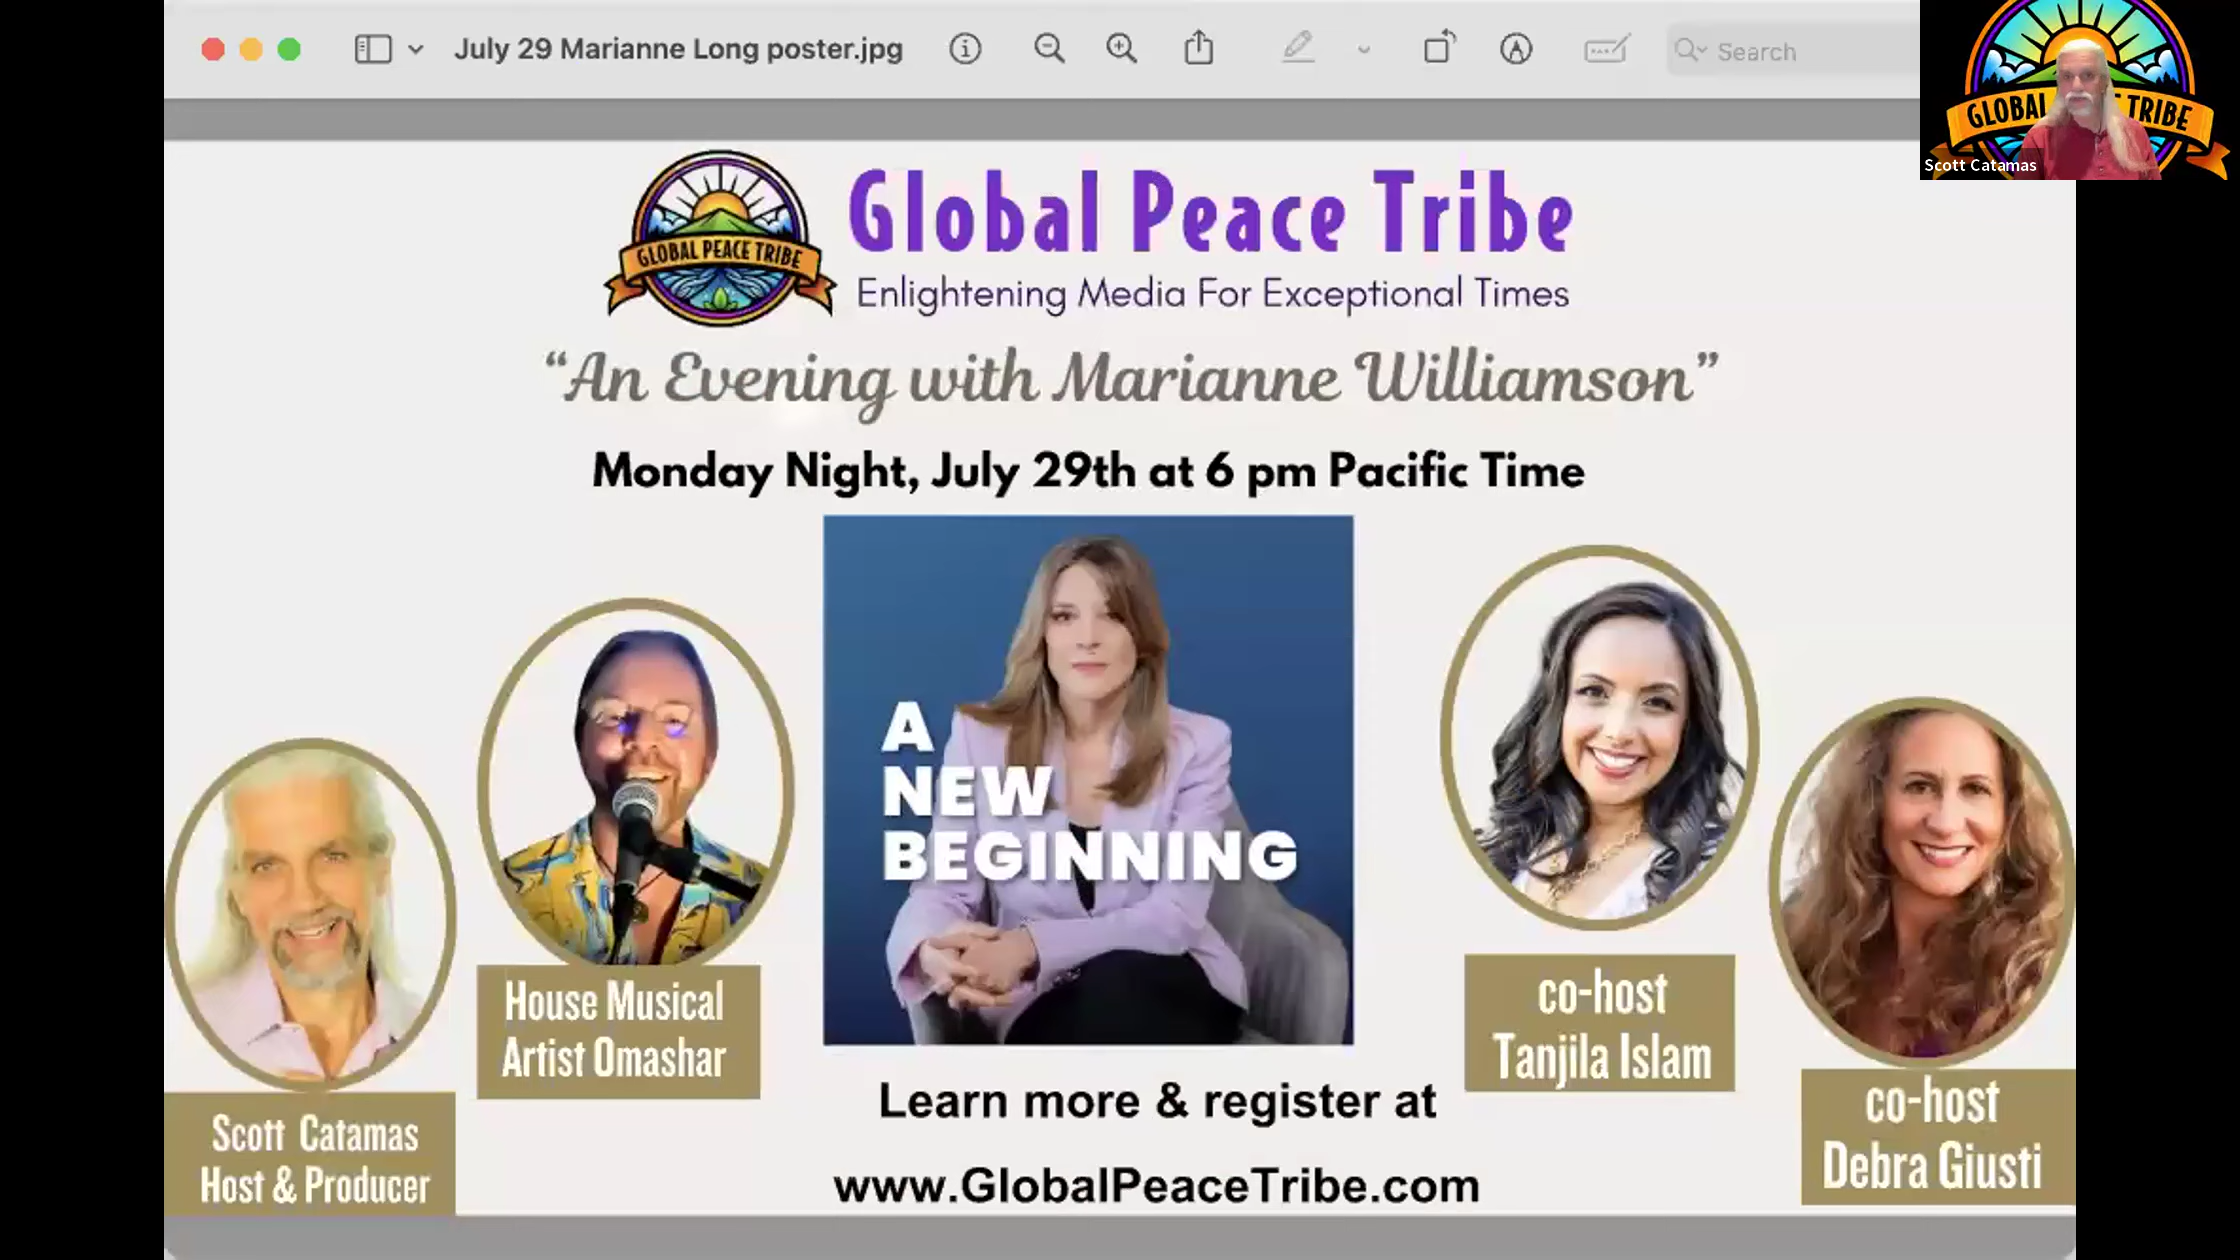 July 29 Marianne Long poster.jpg
Search
GLOBAL
TRIBE
Scott Catamas
GLOBAL PEACE TRIBE
Global Peace Tribe
Enlightening Media For Exceptional Times
“An Evening with Marianne Williamson”
Monday Night, July 29th at 6 pm Pacific Time
A
NEW
BEGINNING
House Musical
Artist Omashar
co-host
Tanjila Islam
Scott Catamas
Host & Producer
co-host
Debra Giusti
Learn more & register at
www.GlobalPeaceTribe.com